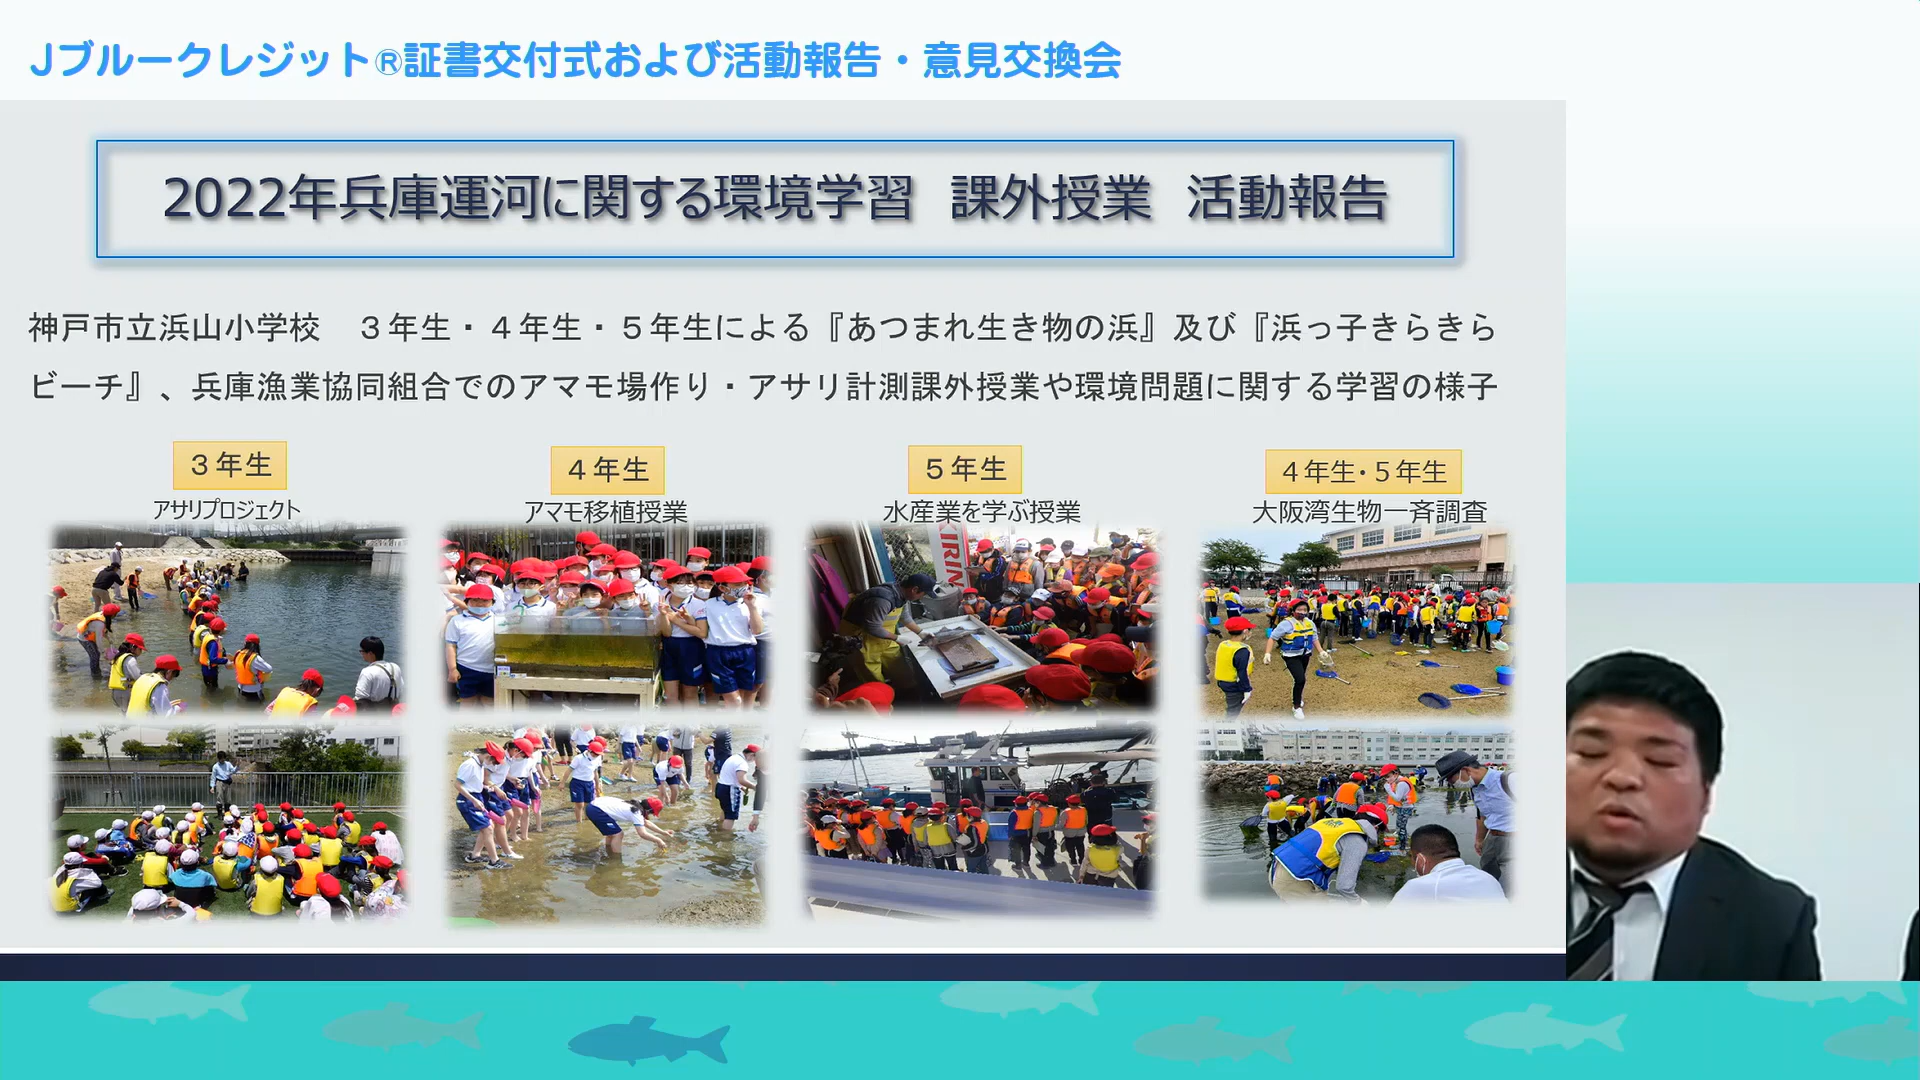 Jブルークレジット®証書交付式および活動報告・意見交換会
2022年兵庫運河に関する環境学習　課外授業　活動報告
神戸市立浜山小学校　３年生・４年生・５年生による『あつまれ生き物の浜』及び『浜っ子きらきら
ビーチ』、兵庫漁業協同組合でのアマモ場作り・アサリ計測課外授業や環境問題に関する学習の様子
３年生
アサリプロジェクト
４年生
アマモ移植授業
５年生
水産業を学ぶ授業
４年生・５年生
大阪湾生物一斉調査
KIRIN